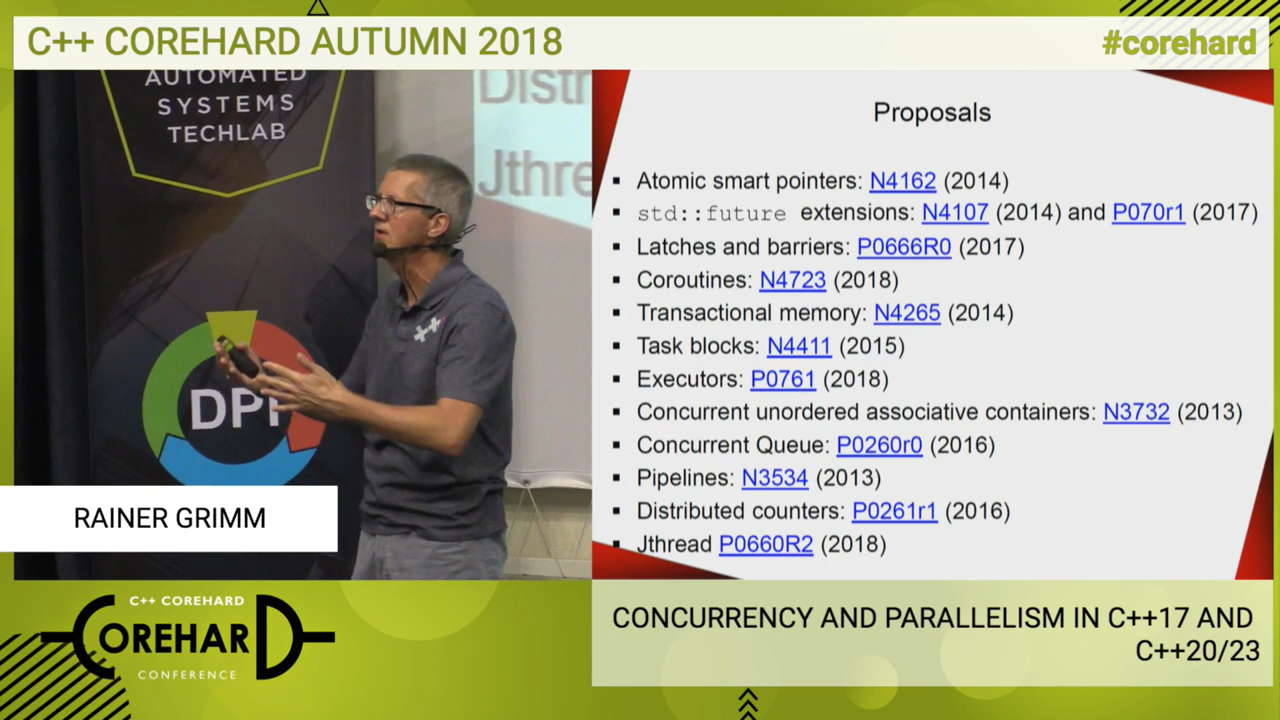 C++ COREHARD AUTUMN 2018
#corehard
AUTOMATED
SYSTEMS
TECHLAB
Distr
Jthre
DPI
RAINER GRIMM
Proposals
▪ Atomic smart pointers: N4162 (2014)
▪ std::future extensions: N4107 (2014) and P070r1 (2017)
▪ Latches and barriers: P0666R0 (2017)
▪ Coroutines: N4723 (2018)
▪ Transactional memory: N4265 (2014)
▪ Task blocks: N4411 (2015)
▪ Executors: P0761 (2018)
▪ Concurrent unordered associative containers: N3732 (2013)
▪ Concurrent Queue: P0260r0 (2016)
▪ Pipelines: N3534 (2013)
▪ Distributed counters: P0261r1 (2016)
▪ Jthread P0660R2 (2018)
C++ COREHARD
COREHARD
CONFERENCE
CONCURRENCY AND PARALLELISM IN C++17 AND
C++20/23